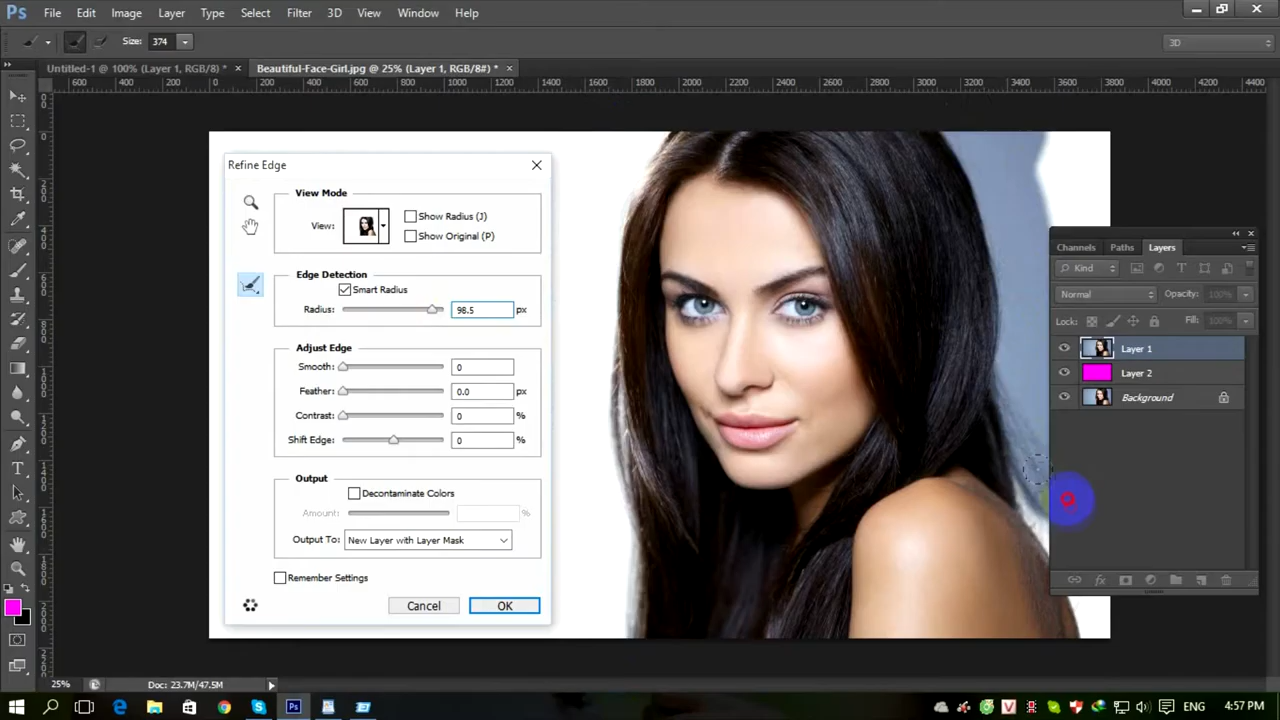 Ps File Edit Image Layer Type Select Filter 3D View Window Help
Size: 374 3D
Untitled-1 @ 100% (Layer 1, RGB/8) * × Beautiful-Face-Girl.jpg @ 25% (Layer 1, RGB/8#) * ×
600 400 200 0 200 400 600 800 1000 1200 1400 1600 1800 2000 2200 2400 2600 2800 3000 3200 3400 3600 3800 4000 4200 4400
Refine Edge
View Mode
View: Show Radius (J)
Show Original (P)
Edge Detection
Smart Radius
Radius: 98.5 px
Adjust Edge
Smooth: 0
Feather: 0.0 px
Contrast: 0 %
Shift Edge: 0 %
Output
Decontaminate Colors
Amount: %
Output To: New Layer with Layer Mask
Remember Settings
Cancel OK
Channels Paths Layers
Kind
Normal Opacity: 100%
Lock: Fill: 100%
Layer 1
Layer 2
Background
25% Doc: 23.7M/47.5M
ENG 4:57 PM